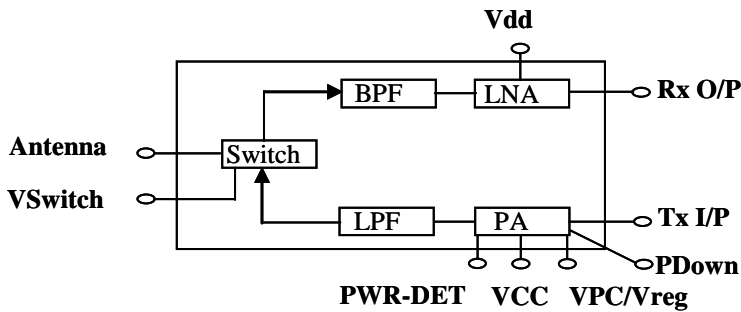 Vdd
BPF
LNA
Rx O/P
Antenna
Switch
VSwitch
LPF
PA
Tx I/P
PDown
PWR-DET
VCC
VPC/Vreg